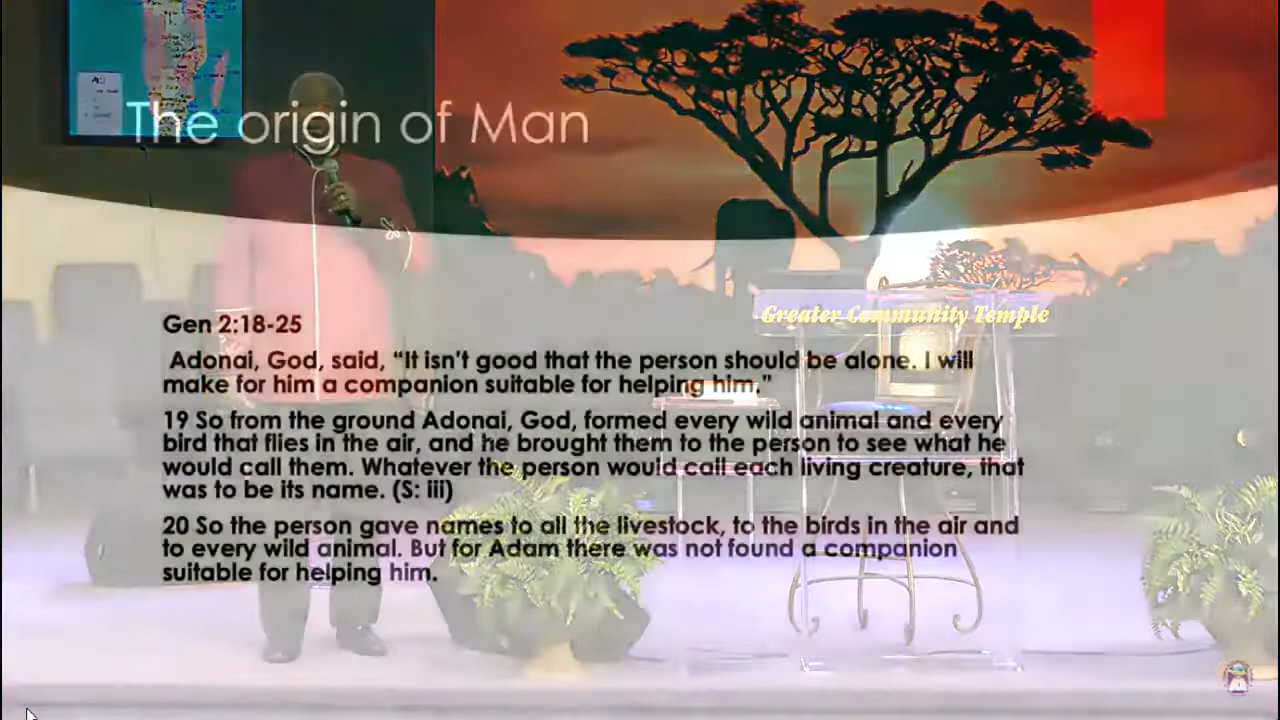 The origin of Man
Greater Community Temple
Gen 2:18-25
Adonai, God, said, “It isn't good that the person should be alone. I will
make for him a companion suitable for helping him.”
19 So from the ground Adonai, God, formed every wild animal and every
bird that flies in the air, and he brought them to the person to see what he
would call them. Whatever the person would call each living creature, that
was to be its name. (S: iii)
20 So the person gave names to all the livestock, to the birds in the air and
to every wild animal. But for Adam there was not found a companion
suitable for helping him.